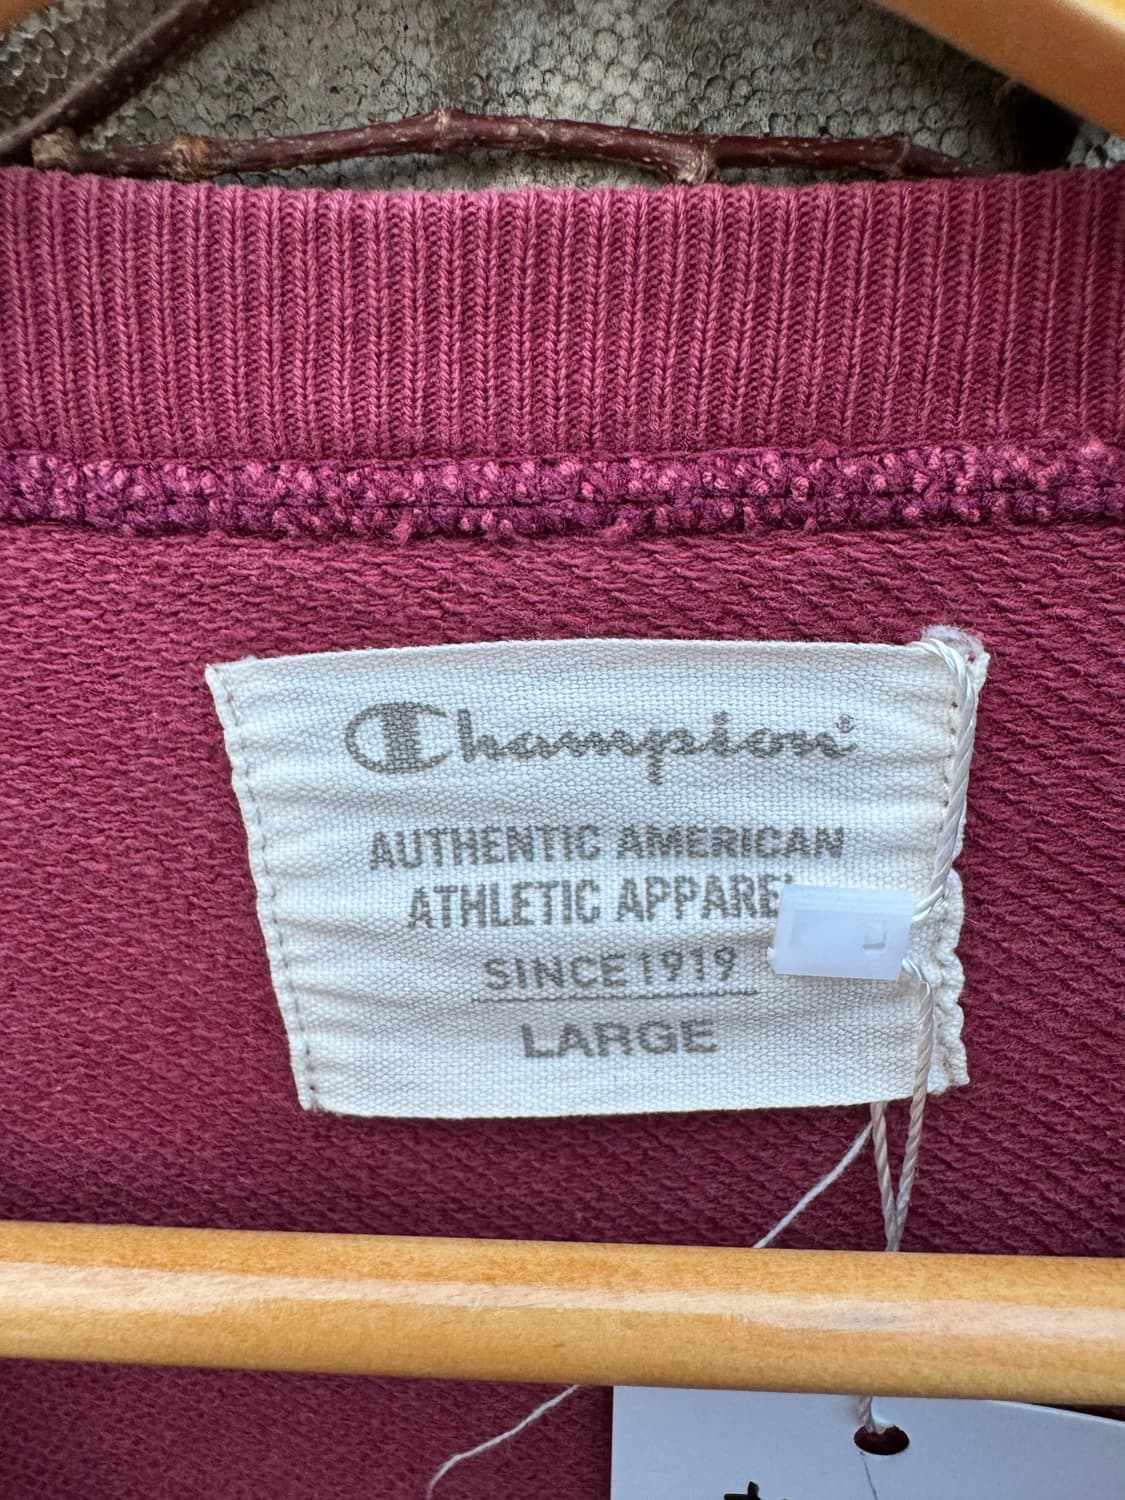 Champion®
AUTHENTIC AMERICAN
ATHLETIC APPAREL
SINCE 1919
LARGE